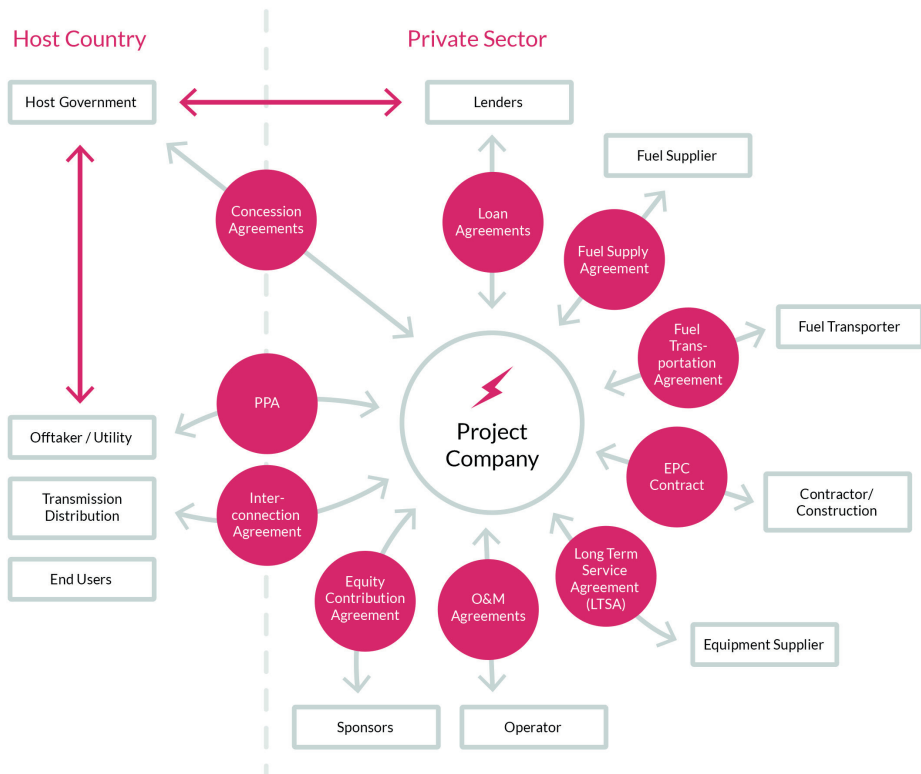 Host Country
Private Sector
Host Government
Lenders
Fuel Supplier
Concession
Agreements
Loan
Agreements
Fuel Supply
Agreement
Fuel
Trans-
portation
Agreement
Fuel Transporter
PPA
Project
Company
Offtaker / Utility
EPC
Contract
Transmission
Distribution
Inter-
connection
Agreement
Contractor/
Construction
End Users
Equity
Contribution
Agreement
O&M
Agreements
Long Term
Service
Agreement
(LTSA)
Equipment Supplier
Sponsors
Operator